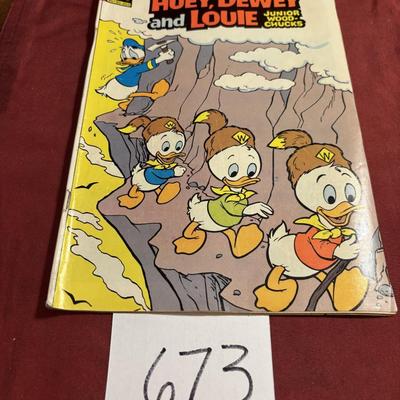 HUEY, DEWEY
and LOUIE
JUNIOR
WOOD-
CHUCKS
W
W
W
673